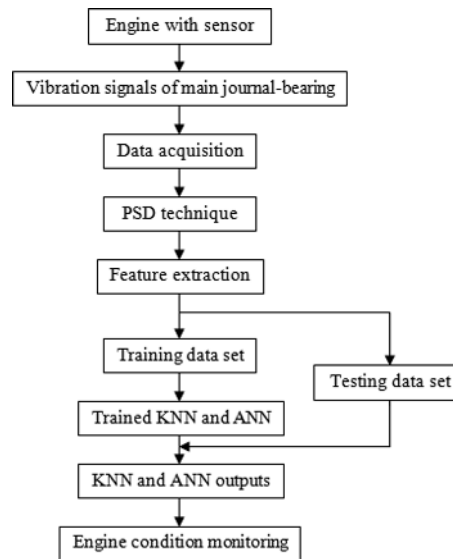 Engine with sensor
Vibration signals of main journal-bearing
Data acquisition
PSD technique
Feature extraction
Training data set
Testing data set
Trained KNN and ANN
KNN and ANN outputs
Engine condition monitoring